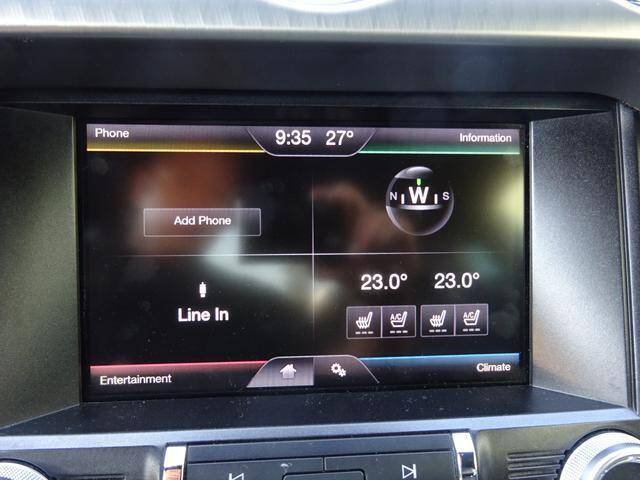 Phone
9:35 27°
Information
N W S
Add Phone
23.0° 23.0°
Line In
A/C A/C
Entertainment
Climate